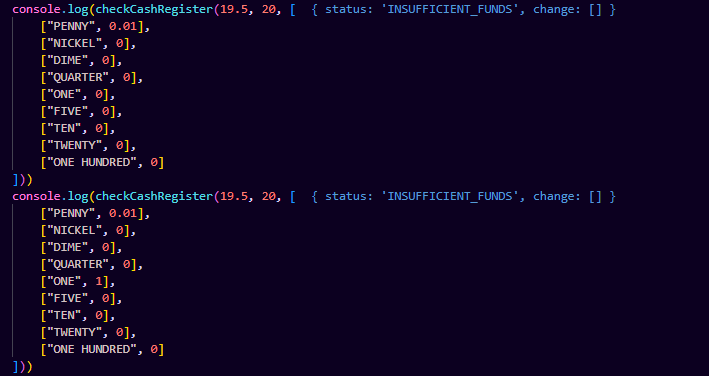 console.log(checkCashRegister(19.5, 20, [  { status: 'INSUFFICIENT_FUNDS', change: [] }
    ["PENNY", 0.01],
    ["NICKEL", 0],
    ["DIME", 0],
    ["QUARTER", 0],
    ["ONE", 0],
    ["FIVE", 0],
    ["TEN", 0],
    ["TWENTY", 0],
    ["ONE HUNDRED", 0]
]))
console.log(checkCashRegister(19.5, 20, [  { status: 'INSUFFICIENT_FUNDS', change: [] }
    ["PENNY", 0.01],
    ["NICKEL", 0],
    ["DIME", 0],
    ["QUARTER", 0],
    ["ONE", 1],
    ["FIVE", 0],
    ["TEN", 0],
    ["TWENTY", 0],
    ["ONE HUNDRED", 0]
]))